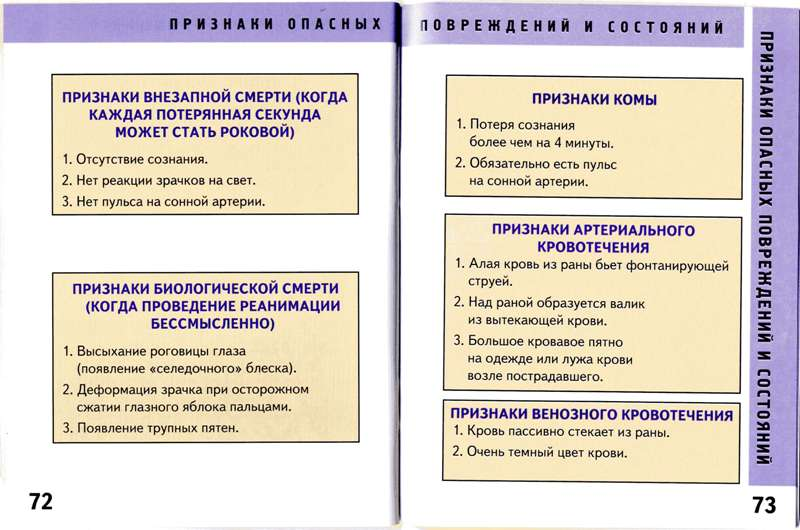 ПРИЗНАКИ ОПАСНЫХ
ПРИЗНАКИ ВНЕЗАПНОЙ СМЕРТИ (КОГДА
КАЖДАЯ ПОТЕРЯННАЯ СЕКУНДА
МОЖЕТ СТАТЬ РОКОВОЙ)
1. Отсутствие сознания.
2. Нет реакции зрачков на свет.
3. Нет пульса на сонной артерии.
ПРИЗНАКИ БИОЛОГИЧЕСКОЙ СМЕРТИ
(КОГДА ПРОВЕДЕНИЕ РЕАНИМАЦИИ
БЕССМЫСЛЕННО)
1. Высыхание роговицы глаза
(появление «селедочного» блеска).
2. Деформация зрачка при осторожном
сжатии глазного яблока пальцами.
3. Появление трупных пятен.
72
ПОВРЕЖДЕНИЙ И СОСТОЯНИЙ
ПРИЗНАКИ КОМЫ
1. Потеря сознания
более чем на 4 минуты.
2. Обязательно есть пульс
на сонной артерии.
ПРИЗНАКИ АРТЕРИАЛЬНОГО
КРОВОТЕЧЕНИЯ
1. Алая кровь из раны бьет фонтанирующей
струей.
2. Над раной образуется валик
из вытекающей крови.
3. Большое кровавое пятно
на одежде или лужа крови
возле пострадавшего.
ПРИЗНАКИ ВЕНОЗНОГО КРОВОТЕЧЕНИЯ
1. Кровь пассивно стекает из раны.
2. Очень темный цвет крови.
73
ПРИЗНАКИ ОПАСНЫХ ПОВРЕЖДЕНИЙ И СОСТОЯНИЙ